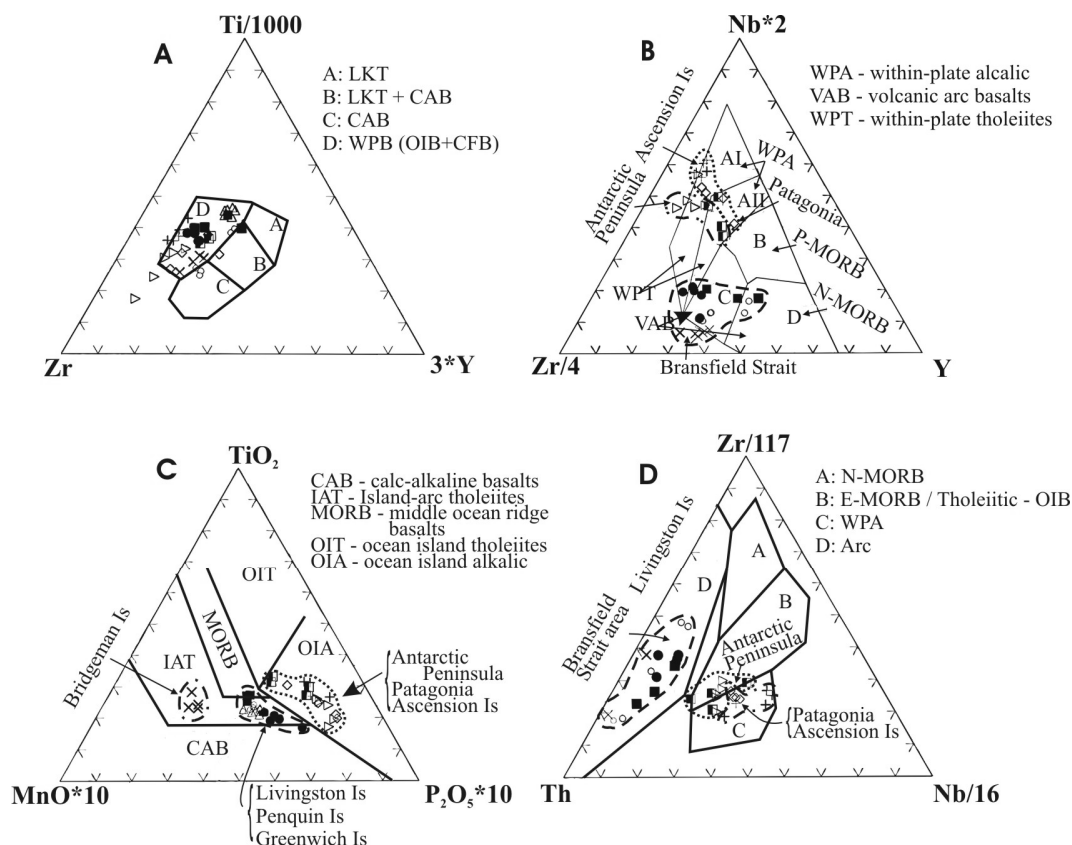 A
Ti/1000
A: LKT
B: LKT + CAB
C: CAB
D: WPB (OIB+CFB)
D
A
B
C
Zr
3*Y
B
Nb*2
WPA - within-plate alcalic
VAB - volcanic arc basalts
WPT - within-plate tholeiites
Ascension Is
Antarctic
Peninsula
AI
WPA
AII
Patagonia
B
P-MORB
WPT
C
N-MORB
VAB
D
Bransfield Strait
Zr/4
Y
C
TiO2
CAB - calc-alkaline basalts
IAT - Island-arc tholeiites
MORB - middle ocean ridge
basalts
OIT - ocean island tholeiites
OIA - ocean island alkalic
OIT
MORB
Bridgeman Is
IAT
OIA
Antarctic
Peninsula
Patagonia
Ascension Is
CAB
MnO*10
P2O5*10
Livingston Is
Penquin Is
Greenwich Is
D
Zr/117
A: N-MORB
B: E-MORB / Tholeiitic - OIB
C: WPA
D: Arc
Livingston Is
Bransfield
Strait area
A
D
B
Antarctic
Peninsula
C
Patagonia
Ascension Is
Th
Nb/16